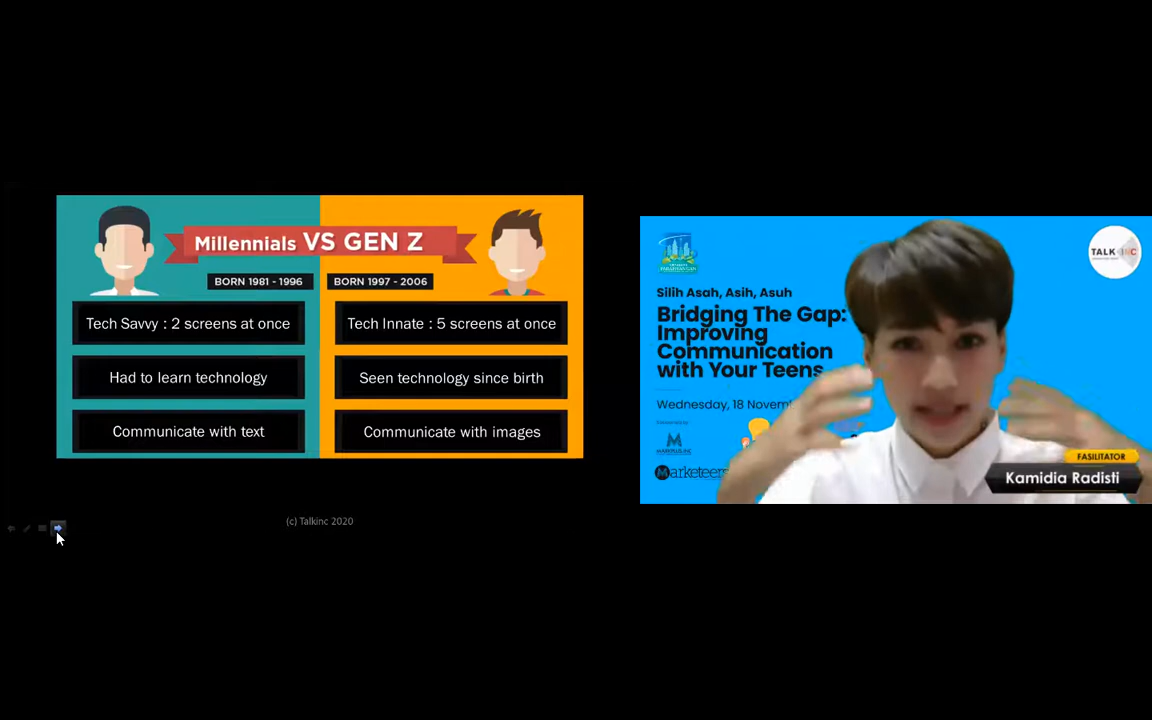 Millennials VS GEN Z
BORN 1981 - 1996
BORN 1997 - 2006
Tech Savvy : 2 screens at once
Tech Innate : 5 screens at once
Had to learn technology
Seen technology since birth
Communicate with text
Communicate with images
(c) Talkinc 2020
TALK INC
Silih Asah, Asih, Asuh
Bridging The Gap:
Improving
Communication
with Your Teens
Wednesday, 18 Novem
Marketeers
FASILITATOR
Kamidia Radisti